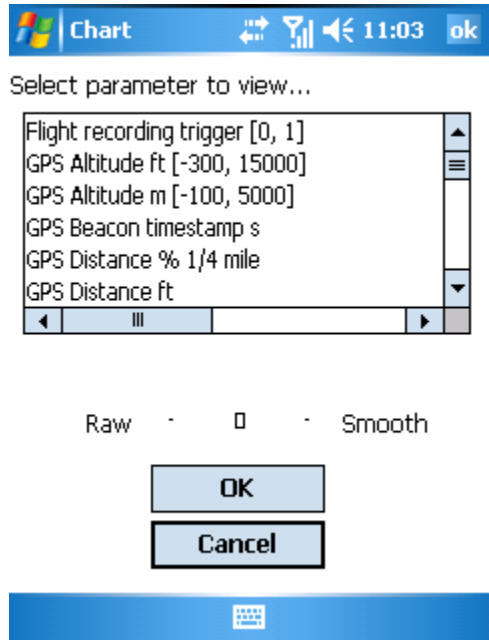 Chart 11:03 ok
Select parameter to view...
Flight recording trigger [0, 1]
GPS Altitude ft [-300, 15000]
GPS Altitude m [-100, 5000]
GPS Beacon timestamp s
GPS Distance % 1/4 mile
GPS Distance ft
Raw Smooth
OK
Cancel